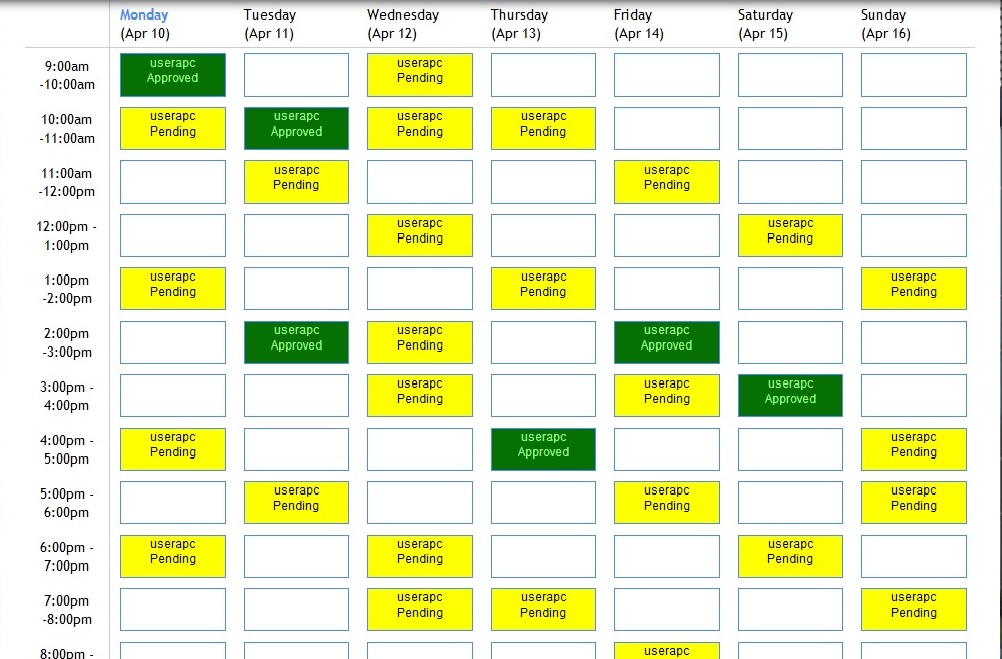 Monday Tuesday Wednesday Thursday Friday Saturday Sunday
(Apr 10) (Apr 11) (Apr 12) (Apr 13) (Apr 14) (Apr 15) (Apr 16)
9:00am userapc userapc
-10:00am Approved Pending
10:00am userapc userapc userapc userapc
-11:00am Pending Approved Pending Pending
11:00am userapc userapc
-12:00pm Pending Pending
12:00pm - userapc userapc
1:00pm Pending Pending
1:00pm userapc userapc userapc
-2:00pm Pending Pending Pending
2:00pm userapc userapc userapc
-3:00pm Approved Pending Approved
3:00pm - userapc userapc userapc
4:00pm Pending Pending Approved
4:00pm - userapc userapc userapc
5:00pm Pending Approved Pending
5:00pm - userapc userapc userapc
6:00pm Pending Pending Pending
6:00pm - userapc userapc userapc
7:00pm Pending Pending Pending
7:00pm userapc userapc userapc
-8:00pm Pending Pending Pending
8:00pm - userapc